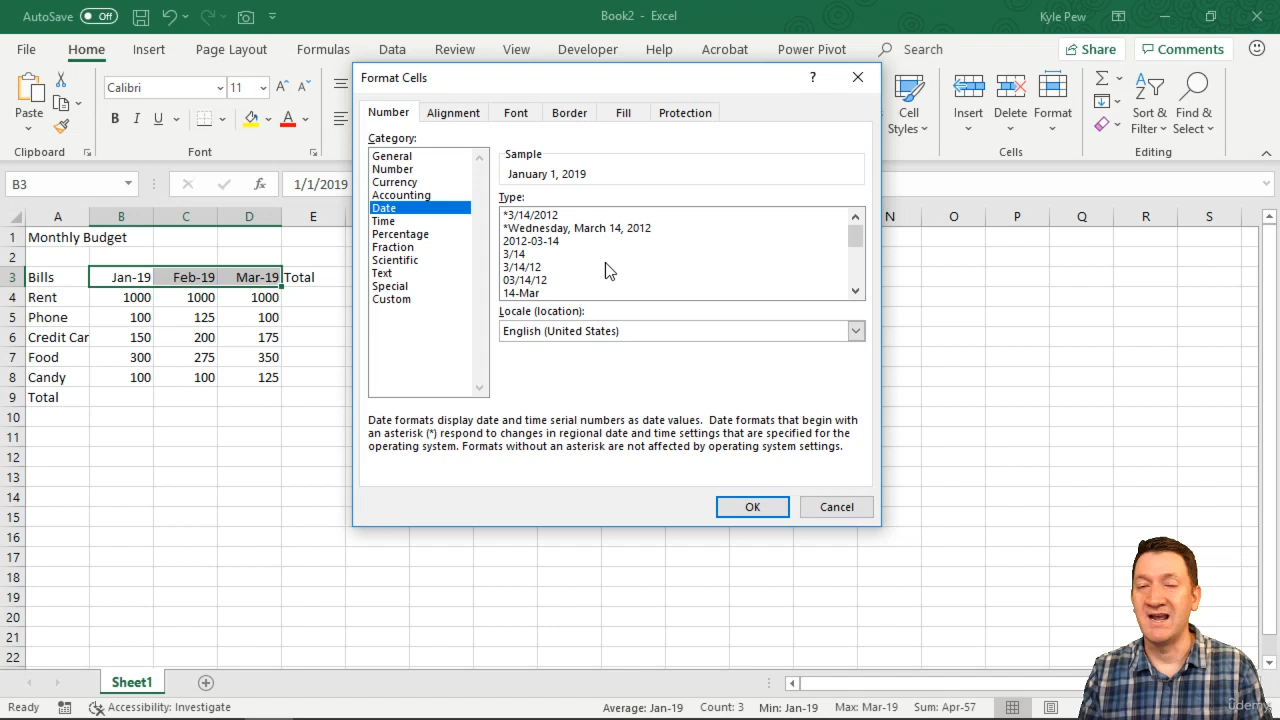 AutoSave Off Book2 - Excel Kyle Pew
File Home Insert Page Layout Formulas Data Review View Developer Help Acrobat Power Pivot Search Share Comments
Format Cells
?
Paste
Calibri 11
B I U A
Cell Styles
Insert Delete Format
Sort & Filter
Find & Select
Clipboard Font Cells Editing
B3 fx 1/1/2019
Number Alignment Font Border Fill Protection
Category:
General
Number
Currency
Accounting
Date
Time
Percentage
Fraction
Scientific
Text
Special
Custom
Sample
January 1, 2019
Type:
*3/14/2012
*Wednesday, March 14, 2012
2012-03-14
3/14
3/14/12
03/14/12
14-Mar
Locale (location):
English (United States)
Date formats display date and time serial numbers as date values. Date formats that begin with
an asterisk (*) respond to changes in regional date and time settings that are specified for the
operating system. Formats without an asterisk are not affected by operating system settings.
OK Cancel
A B C D E N O P Q R S
1 Monthly Budget
2
3 Bills Jan-19 Feb-19 Mar-19 Total
4 Rent 1000 1000 1000
5 Phone 100 125 100
6 Credit Car 150 200 175
7 Food 300 275 350
8 Candy 100 100 125
9 Total
10
11
12
13
14
15
16
17
18
19
20
21
22
Sheet1
Ready Accessibility: Investigate Average: Jan-19 Count: 3 Min: Jan-19 Max: Mar-19 Sum: Apr-57
udemy